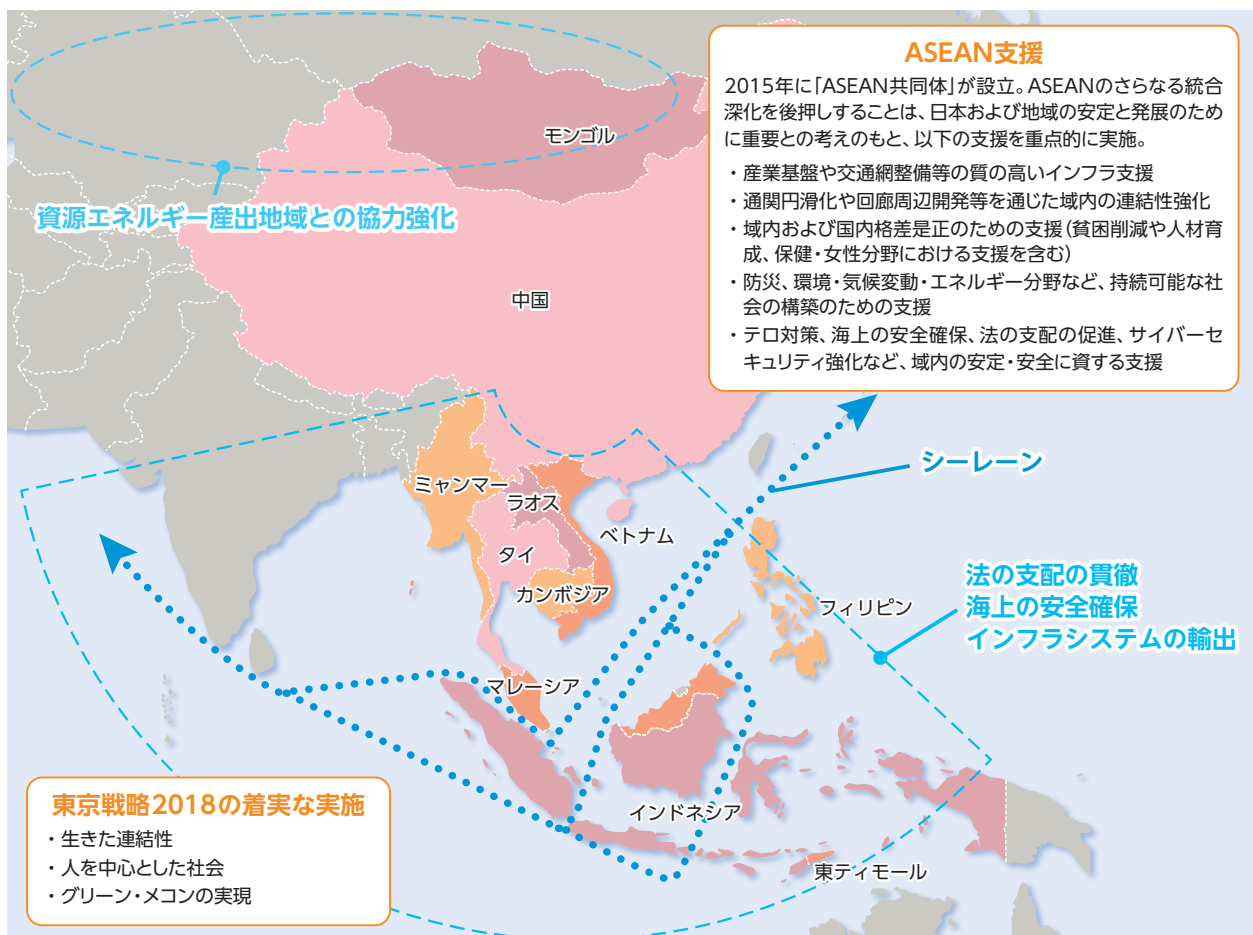 ASEAN支援
2015年に「ASEAN共同体」が設立。ASEANのさらなる統合
深化を後押しすることは、日本および地域の安定と発展のため
に重要との考えのもと、以下の支援を重点的に実施。
・産業基盤や交通網整備等の質の高いインフラ支援
・通関円滑化や回廊周辺開発等を通じた域内の連結性強化
・域内および国内格差是正のための支援(貧困削減や人材育
成、保健・女性分野における支援を含む)
・防災、環境・気候変動・エネルギー分野など、持続可能な社
会の構築のための支援
・テロ対策、海上の安全確保、法の支配の促進、サイバーセ
キュリティ強化など、域内の安定・安全に資する支援
モンゴル
資源エネルギー産出地域との協力強化
中国
シーレーン
ミャンマー
ラオス
ベトナム
タイ
カンボジア
フィリピン
法の支配の貫徹
海上の安全確保
インフラシステムの輸出
マレーシア
インドネシア
東ティモール
東京戦略2018の着実な実施
・生きた連結性
・人を中心とした社会
・グリーン・メコンの実現